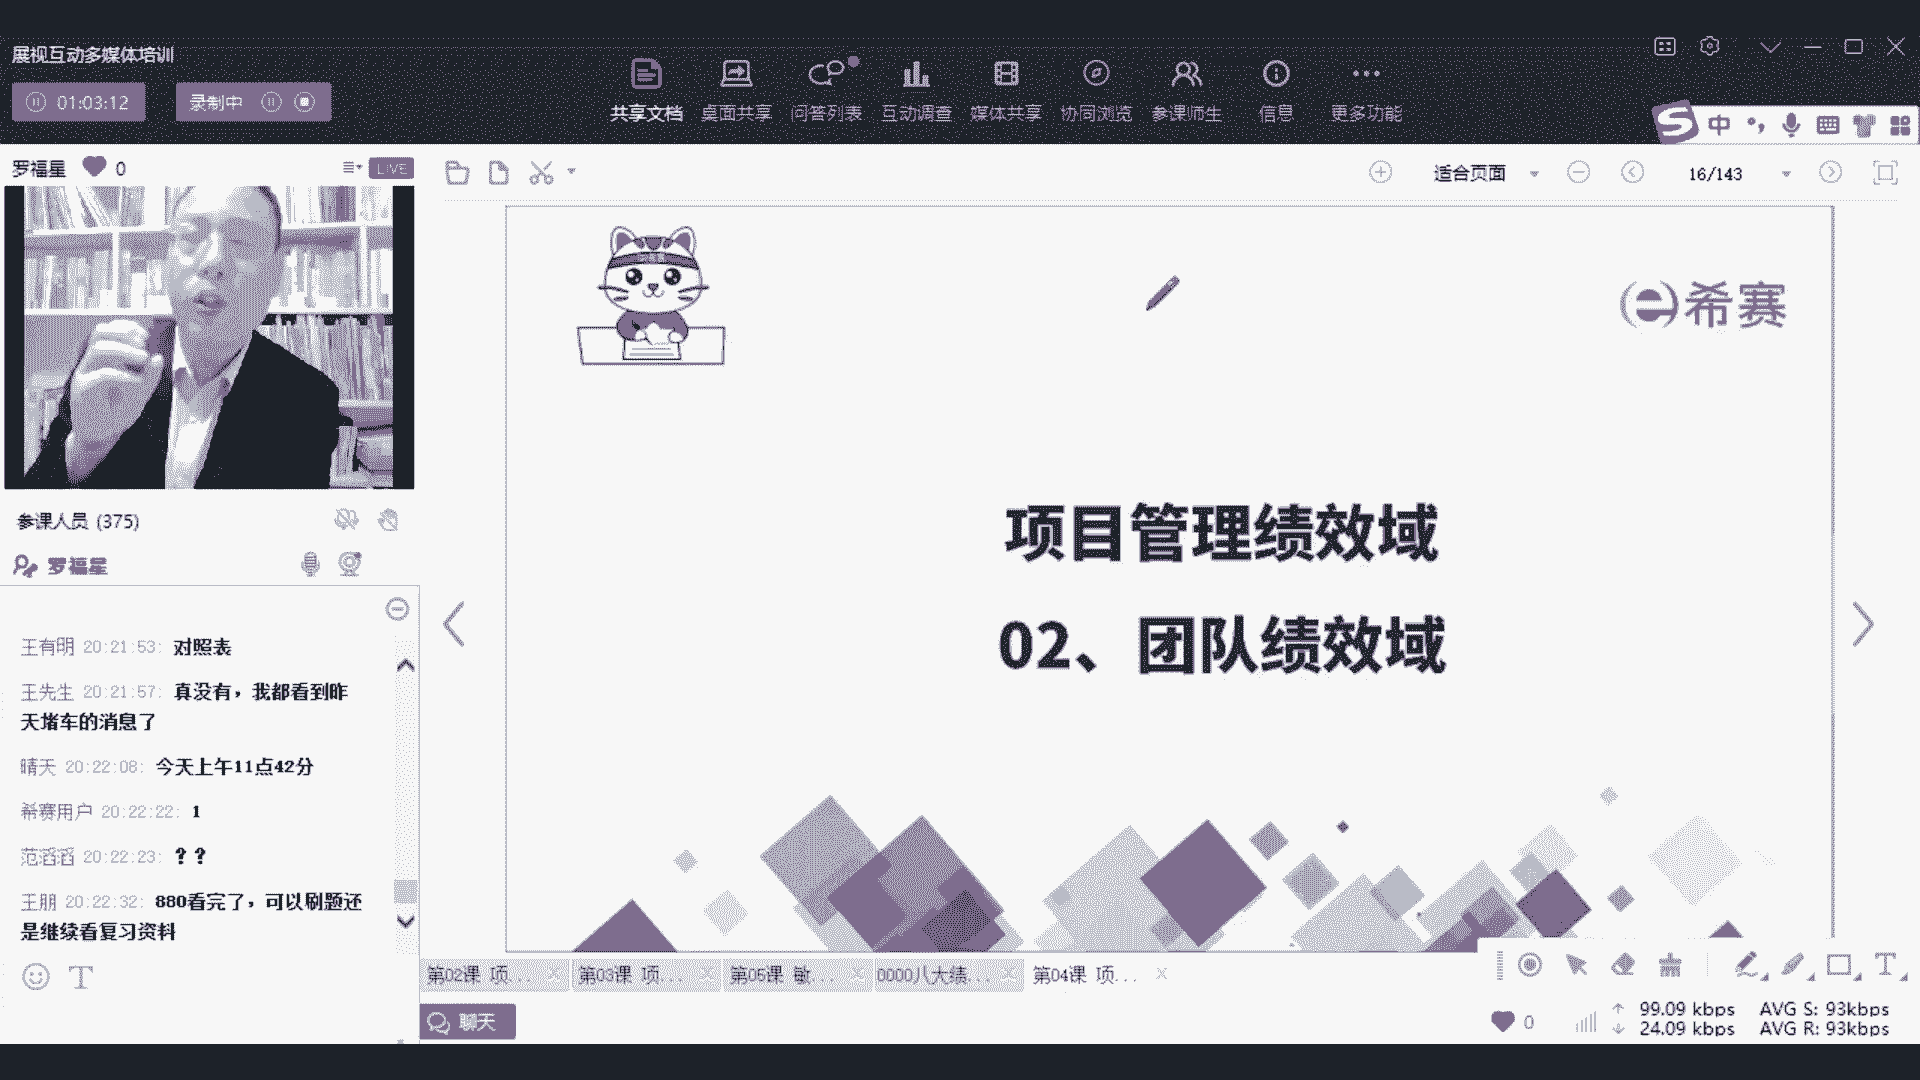 展视互动多媒体培训
01:03:12
录制中
共享文档
桌面共享
问答列表
互动调查
媒体共享
协同浏览
参课师生
信息
更多功能
中
罗福星
0
LIVE
适合页面
16/143
希赛
项目管理绩效域
02、团队绩效域
参课人员 (375)
罗福星
王有明 20:21:53: 对照表
王先生 20:21:57: 真没有，我都看到昨
天堵车的消息了
晴天 20:22:08: 今天上午11点42分
希赛用户 20:22:22: 1
范滔滔 20:22:23: ？？
王朋 20:22:32: 880看完了，可以刷题还
是继续看复习资料
第02课 项...
第03课 项...
第05课 敏...
0000八大绩...
第04课 项...
聊天
0
99.09 kbps AVG S: 93kbps
24.09 kbps AVG R: 93kbps